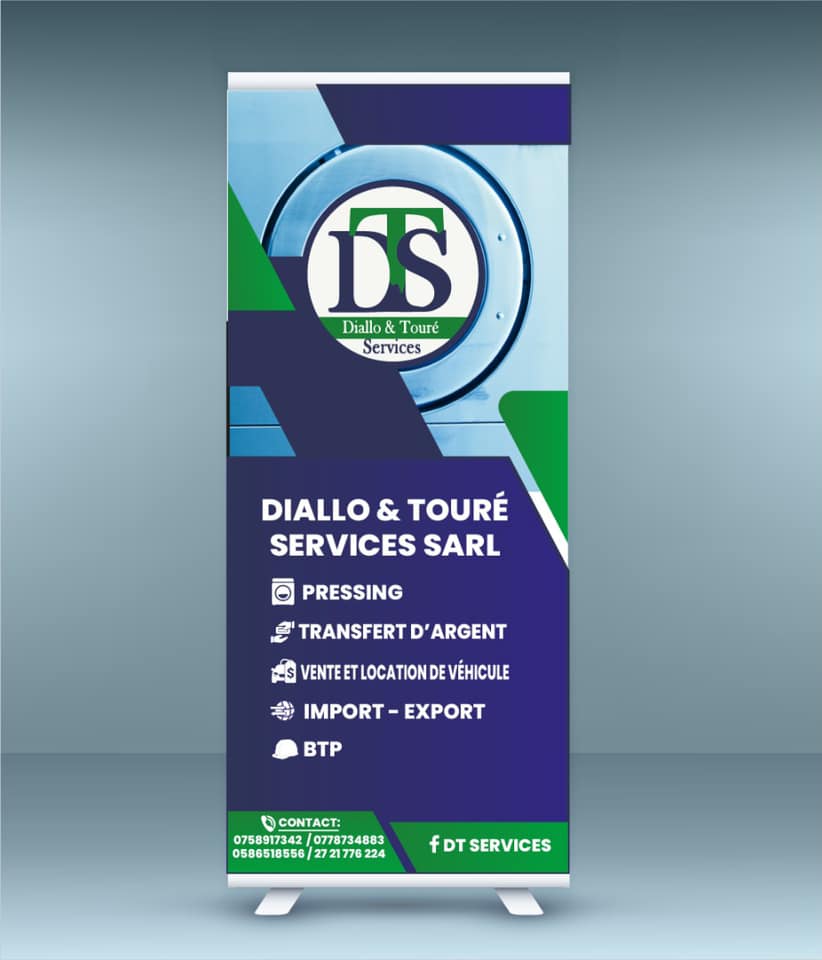 DTS
Diallo & Touré
Services
DIALLO & TOURÉ
SERVICES SARL
PRESSING
TRANSFERT D'ARGENT
VENTE ET LOCATION DE VÉHICULE
IMPORT - EXPORT
BTP
CONTACT:
0758917342 / 0778734883
0586518556 / 27 21 776 224
f DT SERVICES